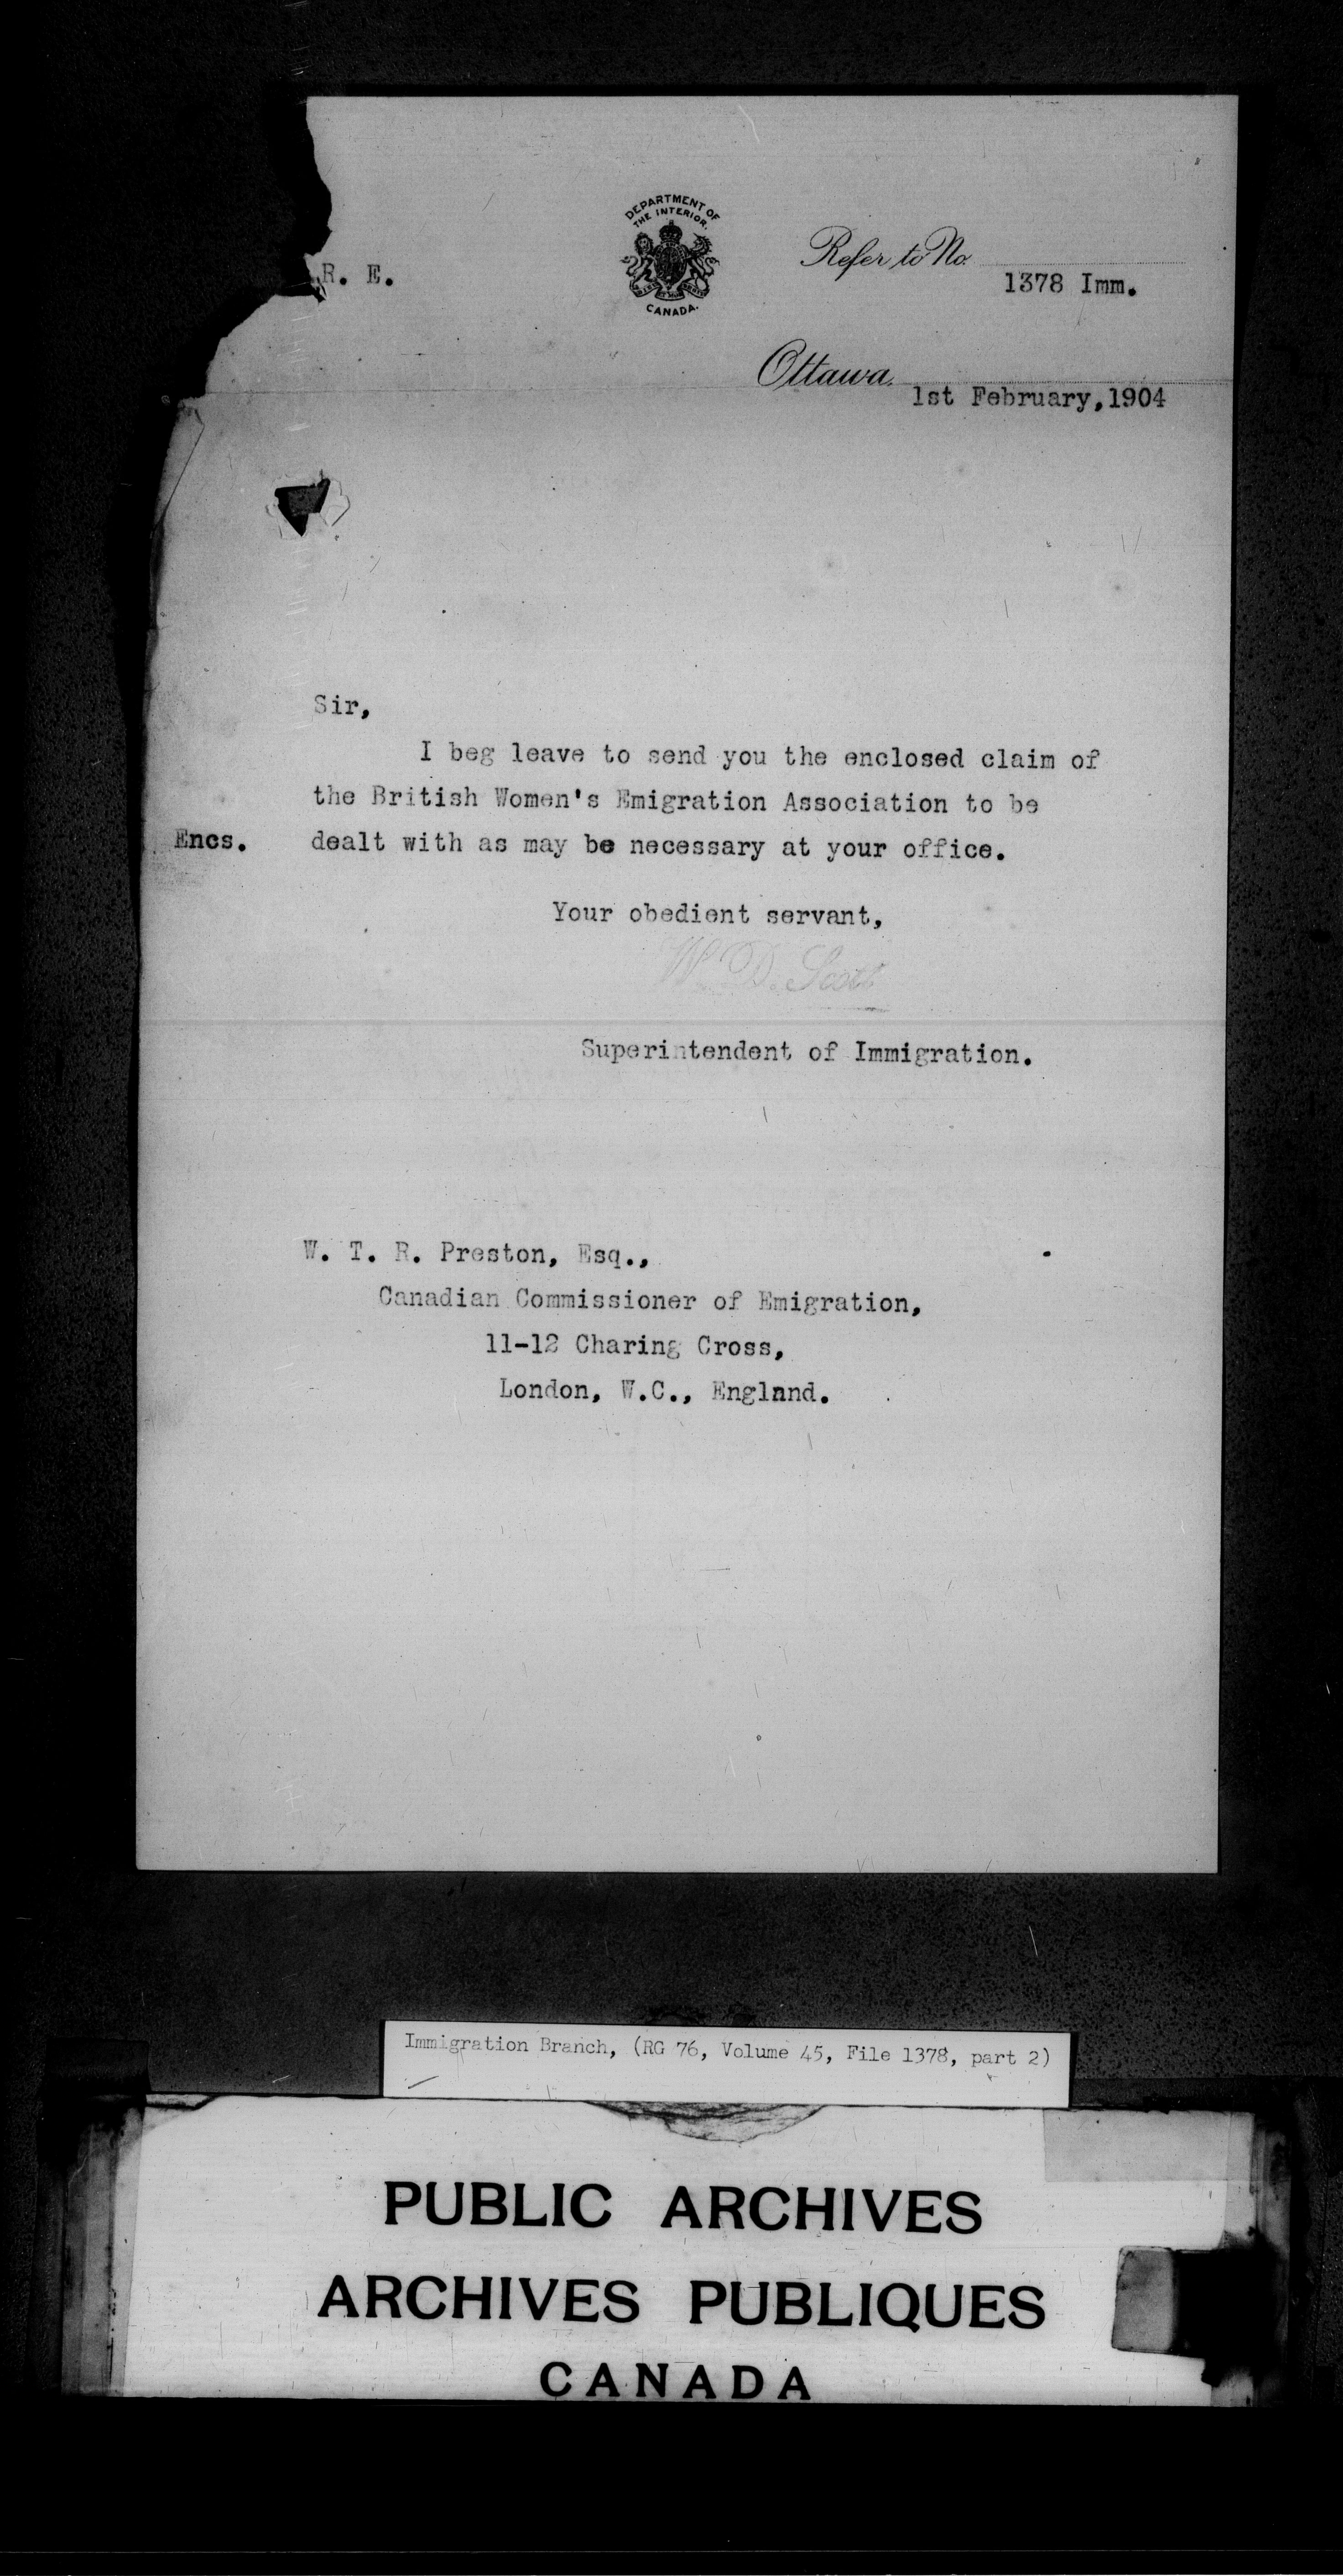 R. E.
DEPARTMENT OF
THE INTERIOR.
CANADA.
Refer to No.
1378 Imm.
Ottawa,
1st February, 1904
Sir,
I beg leave to send you the enclosed claim of
the British Women's Emigration Association to be
Encs. dealt with as may be necessary at your office.
Your obedient servant,
W. D. Scott
Superintendent of Immigration.
W. T. R. Preston, Esq.,
Canadian Commissioner of Emigration,
11-12 Charing Cross,
London, W.C., Englnnd.
Immigration Branch, (RG 76, Volume 45, File 1378, part 2)
PUBLIC ARCHIVES
ARCHIVES PUBLIQUES
CANADA